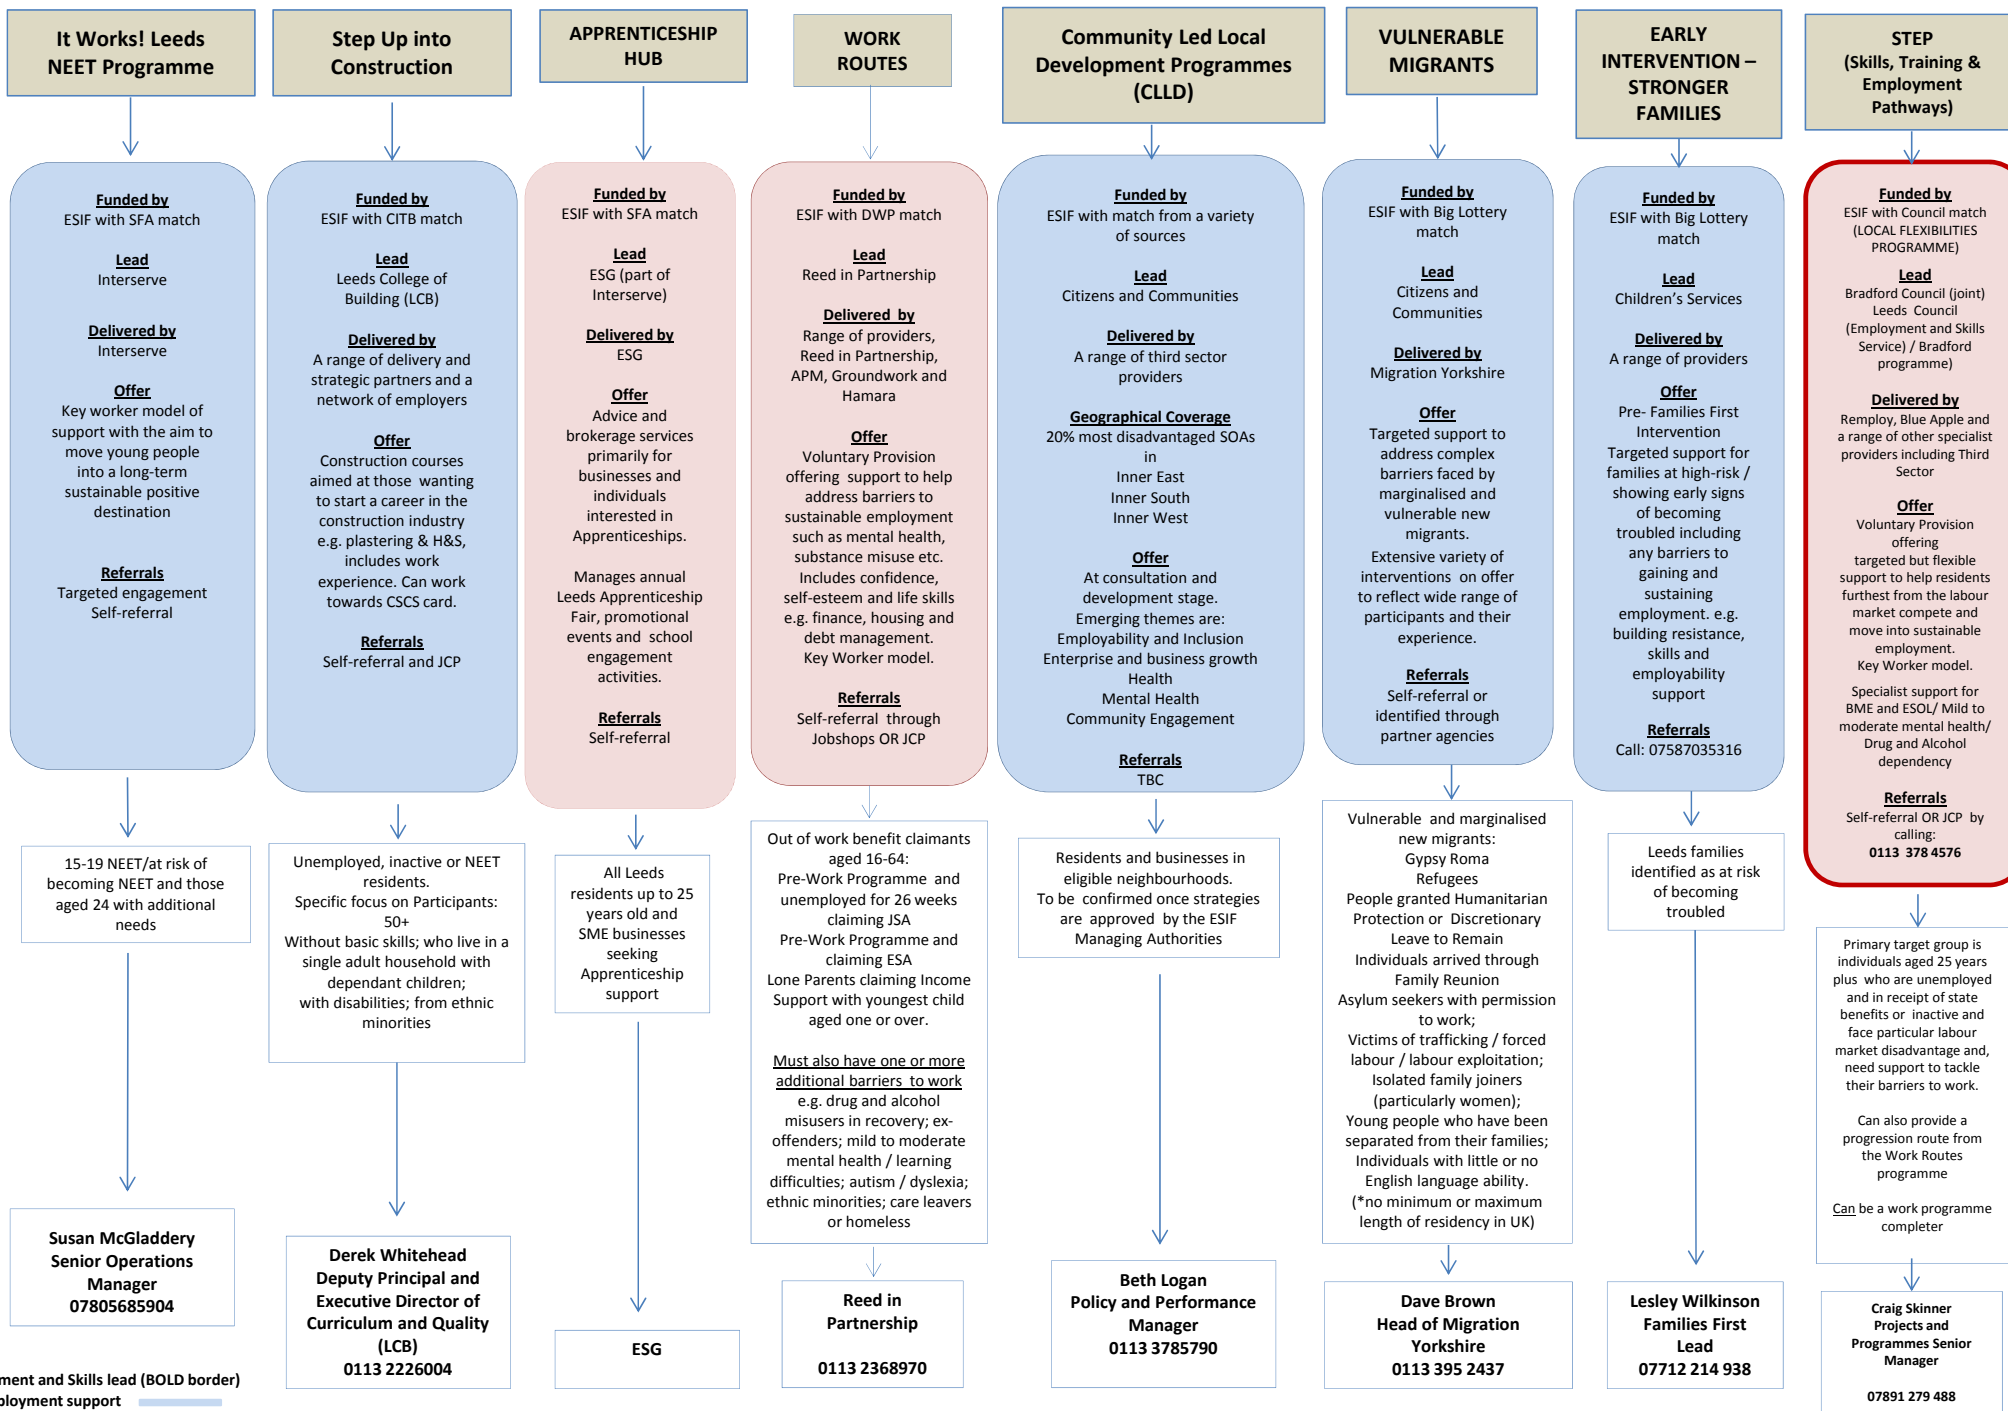 It Works! Leeds
NEET Programme
Funded by
ESIF with SFA match
Lead
Interserve
Delivered by
Interserve
Offer
Key worker model of
support with the aim to
move young people
into a long-term
sustainable positive
destination
Referrals
Targeted engagement
Self-referral
15-19 NEET/at risk of
becoming NEET and those
aged 24 with additional
needs
Susan McGladdery
Senior Operations
Manager
07805685904
Step Up into
Construction
Funded by
ESIF with CITB match
Lead
Leeds College of
Building (LCB)
Delivered by
A range of delivery and
strategic partners and a
network of employers
Offer
Construction courses
aimed at those wanting
to start a career in the
construction industry
e.g. plastering & H&S,
includes work
experience. Can work
towards CSCS card.
Referrals
Self-referral and JCP
Unemployed, inactive or NEET
residents.
Specific focus on Participants:
50+
Without basic skills; who live in a
single adult household with
dependant children;
with disabilities; from ethnic
minorities
Derek Whitehead
Deputy Principal and
Executive Director of
Curriculum and Quality
(LCB)
0113 2226004
APPRENTICESHIP
HUB
Funded by
ESIF with SFA match
Lead
ESG (part of
Interserve)
Delivered by
ESG
Offer
Advice and
brokerage services
primarily for
businesses and
individuals
interested in
Apprenticeships.
Manages annual
Leeds Apprenticeship
Fair, promotional
events and school
engagement
activities.
Referrals
Self-referral
All Leeds
residents up to 25
years old and
SME businesses
seeking
Apprenticeship
support
ESG
WORK
ROUTES
Funded by
ESIF with DWP match
Lead
Reed in Partnership
Delivered by
Range of providers,
Reed in Partnership,
APM, Groundwork and
Hamara
Offer
Voluntary Provision
offering support to help
address barriers to
sustainable employment
such as mental health,
substance misuse etc.
Includes confidence,
self-esteem and life skills
e.g. finance, housing and
debt management.
Key Worker model.
Referrals
Self-referral through
Jobshops OR JCP
Out of work benefit claimants
aged 16-64:
Pre-Work Programme and
unemployed for 26 weeks
claiming JSA
Pre-Work Programme and
claiming ESA
Lone Parents claiming Income
Support with youngest child
aged one or over.
Must also have one or more
additional barriers to work
e.g. drug and alcohol
misusers in recovery; ex-
offenders; mild to moderate
mental health / learning
difficulties; autism / dyslexia;
ethnic minorities; care leavers
or homeless
Reed in
Partnership
0113 2368970
Community Led Local
Development Programmes
(CLLD)
Funded by
ESIF with match from a variety
of sources
Lead
Citizens and Communities
Delivered by
A range of third sector
providers
Geographical Coverage
20% most disadvantaged SOAs
in
Inner East
Inner South
Inner West
Offer
At consultation and
development stage.
Emerging themes are:
Employability and Inclusion
Enterprise and business growth
Health
Mental Health
Community Engagement
Referrals
TBC
Residents and businesses in
eligible neighbourhoods.
To be confirmed once strategies
are approved by the ESIF
Managing Authorities
Beth Logan
Policy and Performance
Manager
0113 3785790
VULNERABLE
MIGRANTS
Funded by
ESIF with Big Lottery
match
Lead
Citizens and
Communities
Delivered by
Migration Yorkshire
Offer
Targeted support to
address complex
barriers faced by
marginalised and
vulnerable new
migrants.
Extensive variety of
interventions on offer
to reflect wide range of
participants and their
experience.
Referrals
Self-referral or
identified through
partner agencies
Vulnerable and marginalised
new migrants:
Gypsy Roma
Refugees
People granted Humanitarian
Protection or Discretionary
Leave to Remain
Individuals arrived through
Family Reunion
Asylum seekers with permission
to work;
Victims of trafficking / forced
labour / labour exploitation;
Isolated family joiners
(particularly women);
Young people who have been
separated from their families;
Individuals with little or no
English language ability.
(*no minimum or maximum
length of residency in UK)
Dave Brown
Head of Migration
Yorkshire
0113 395 2437
EARLY
INTERVENTION –
STRONGER
FAMILIES
Funded by
ESIF with Big Lottery
match
Lead
Children's Services
Delivered by
A range of providers
Offer
Pre- Families First
Intervention
Targeted support for
families at high-risk /
showing early signs
of becoming
troubled including
any barriers to
gaining and
sustaining
employment. e.g.
building resistance,
skills and
employability
support
Referrals
Call: 07587035316
Leeds families
identified as at risk
of becoming
troubled
Lesley Wilkinson
Families First
Lead
07712 214 938
STEP
(Skills, Training &
Employment
Pathways)
Funded by
ESIF with Council match
(LOCAL FLEXIBILITIES
PROGRAMME)
Lead
Bradford Council (joint)
Leeds Council
(Employment and Skills
Service) / Bradford
programme)
Delivered by
Remploy, Blue Apple and
a range of other specialist
providers including Third
Sector
Offer
Voluntary Provision
offering
targeted but flexible
support to help residents
furthest from the labour
market compete and
move into sustainable
employment.
Key Worker model.
Specialist support for
BME and ESOL/ Mild to
moderate mental health/
Drug and Alcohol
dependency
Referrals
Self-referral OR JCP by
calling:
0113 378 4576
Primary target group is
individuals aged 25 years
plus who are unemployed
and in receipt of state
benefits or inactive and
face particular labour
market disadvantage and,
need support to tackle
their barriers to work.
Can also provide a
progression route from
the Work Routes
programme
Can be a work programme
completer
Craig Skinner
Projects and
Programmes Senior
Manager
07891 279 488
ment and Skills lead (BOLD border)
ployment support